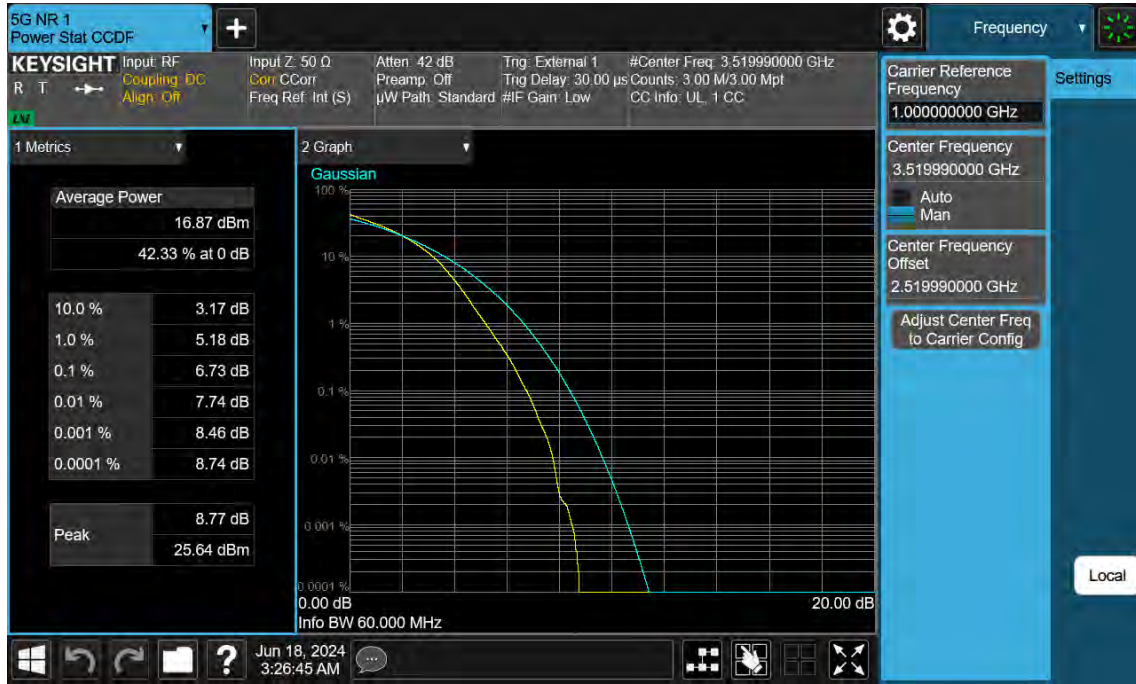 5G NR 1
Power Stat CCDF
Frequency
KEYSIGHT
R T
LXI
Input: RF
Coupling: DC
Align: Off
Input Z: 50 Ω
Corr CCorr
Freq Ref: Int (S)
Atten: 42 dB
Preamp: Off
µW Path: Standard
Trig: External 1
Trig Delay: 30.00 µs
#IF Gain: Low
#Center Freq: 3.519990000 GHz
Counts: 3.00 M/3.00 Mpt
CC Info: UL, 1 CC
1 Metrics
Average Power
16.87 dBm
42.33 % at 0 dB
10.0 % 3.17 dB
1.0 % 5.18 dB
0.1 % 6.73 dB
0.01 % 7.74 dB
0.001 % 8.46 dB
0.0001 % 8.74 dB
Peak
8.77 dB
25.64 dBm
2 Graph
Gaussian
100 %
10 %
1 %
0.1 %
0.01 %
0.001 %
0.0001 %
0.00 dB 20.00 dB
Info BW 60.000 MHz
Carrier Reference
Frequency
1.000000000 GHz
Center Frequency
3.519990000 GHz
Auto
Man
Center Frequency
Offset
2.519990000 GHz
Adjust Center Freq
to Carrier Config
Settings
Local
Jun 18, 2024
3:26:45 AM